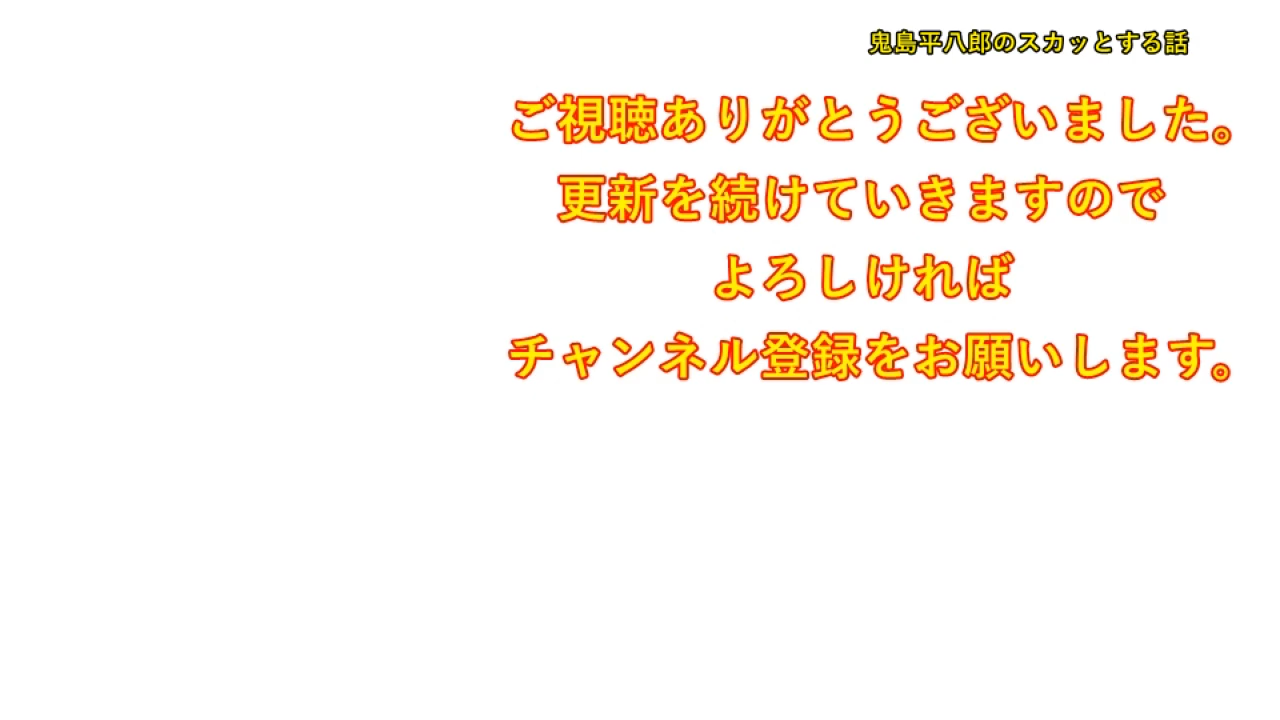 鬼島平八郎のスカッとする話
ご視聴ありがとうございました。
更新を続けていきますので
よろしければ
チャンネル登録をお願いします。